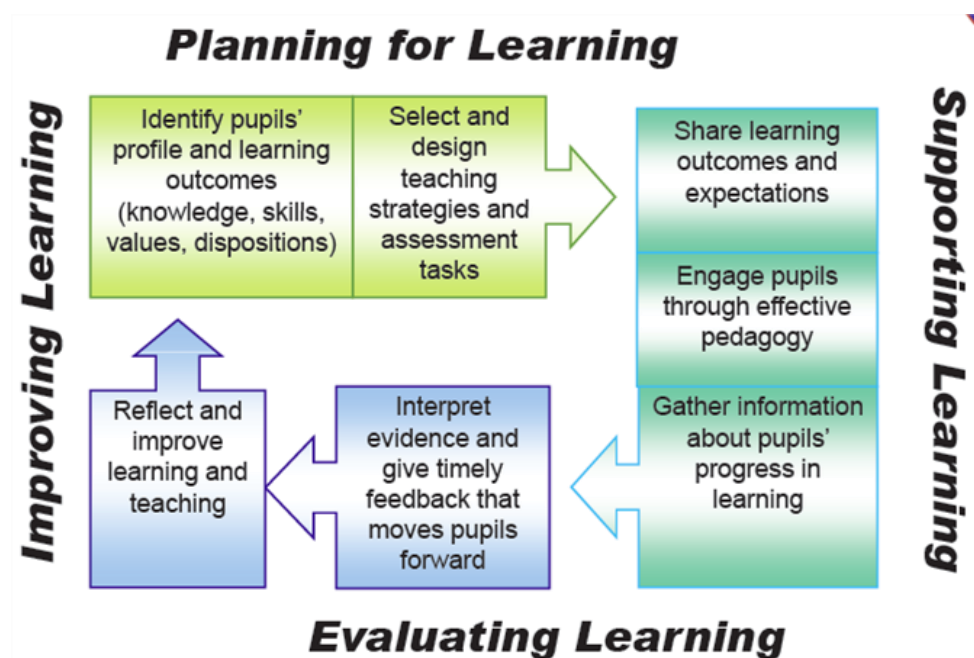 Planning for Learning
Improving Learning
Identify pupils'
profile and learning
outcomes
(knowledge, skills,
values, dispositions)
Select and
design
teaching
strategies and
assessment
tasks
Share learning
outcomes and
expectations
Engage pupils
through effective
pedagogy
Gather information
about pupils'
progress in
learning
Interpret
evidence and
give timely
feedback that
moves pupils
forward
Reflect and
improve
learning and
teaching
Supporting Learning
Evaluating Learning